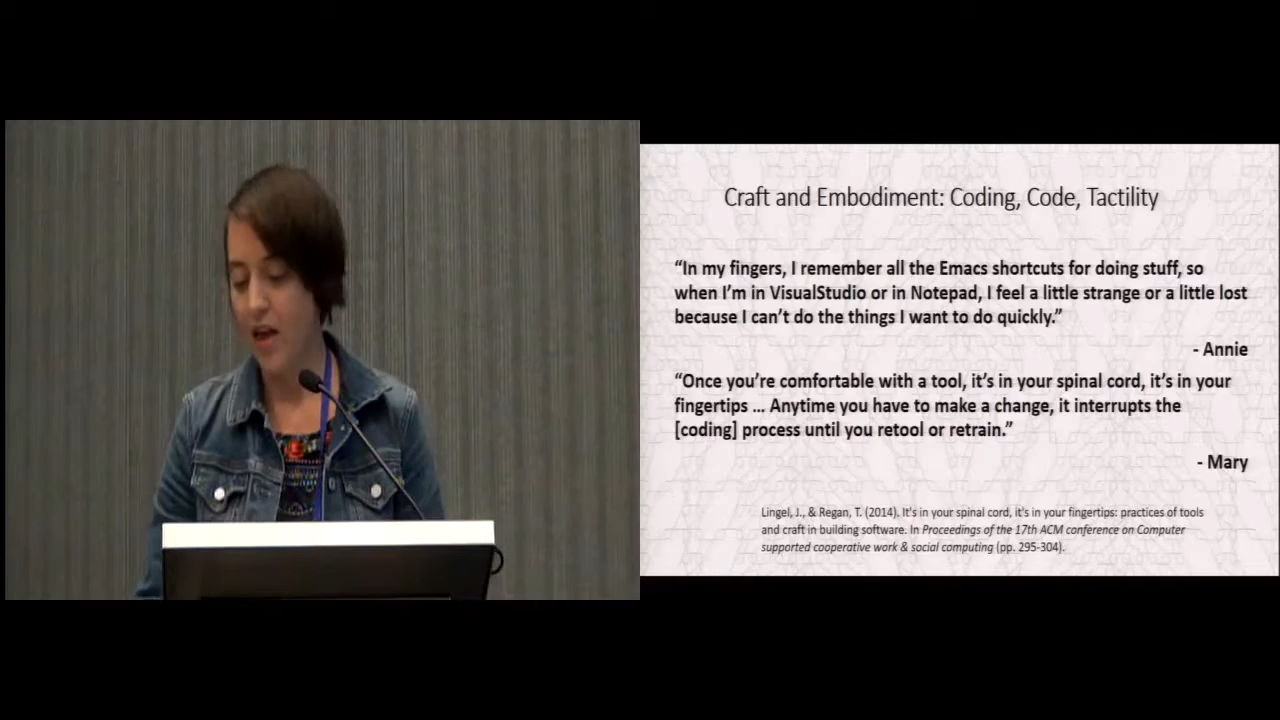 Craft and Embodiment: Coding, Code, Tactility
“In my fingers, I remember all the Emacs shortcuts for doing stuff, so
when I’m in VisualStudio or in Notepad, I feel a little strange or a little lost
because I can’t do the things I want to do quickly.”
- Annie
“Once you’re comfortable with a tool, it’s in your spinal cord, it’s in your
fingertips … Anytime you have to make a change, it interrupts the
[coding] process until you retool or retrain.”
- Mary
Lingel, J., & Regan, T. (2014). It's in your spinal cord, it's in your fingertips: practices of tools
and craft in building software. In Proceedings of the 17th ACM conference on Computer
supported cooperative work & social computing (pp. 295-304).